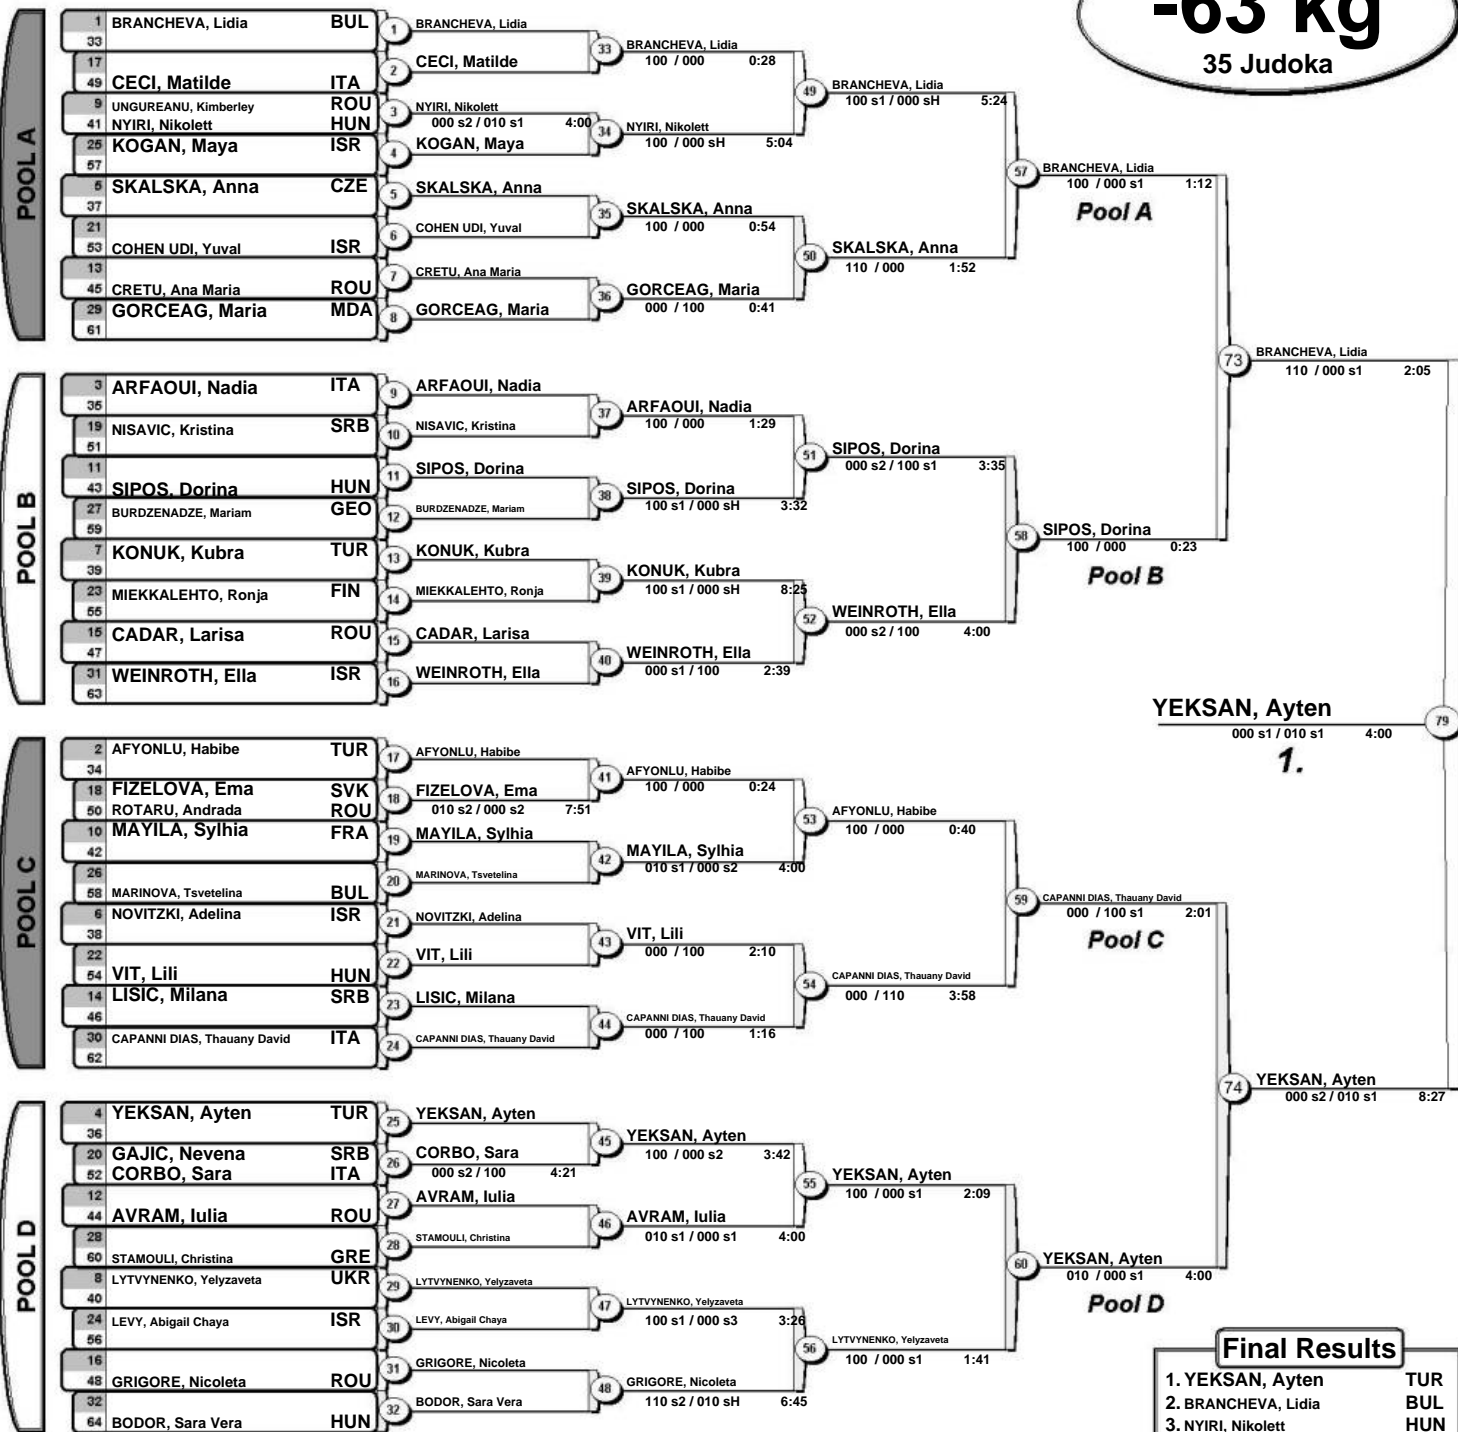 -63 kg
35 Judoka
POOL A
1 BRANCHEVA, Lidia BUL
33
17
49 CECI, Matilde ITA
9 UNGUREANU, Kimberley ROU
41 NYIRI, Nikolett HUN
25 KOGAN, Maya ISR
57
5 SKALSKA, Anna CZE
37
21
53 COHEN UDI, Yuval ISR
13
45 CRETU, Ana Maria ROU
29 GORCEAG, Maria MDA
61
1 BRANCHEVA, Lidia
2 CECI, Matilde
3 NYIRI, Nikolett
000 s2 / 010 s1 4:00
4 KOGAN, Maya
5 SKALSKA, Anna
6 COHEN UDI, Yuval
7 CRETU, Ana Maria
8 GORCEAG, Maria
33 BRANCHEVA, Lidia
100 / 000 0:28
34 NYIRI, Nikolett
100 / 000 sH 5:04
35 SKALSKA, Anna
100 / 000 0:54
36 GORCEAG, Maria
000 / 100 0:41
49 BRANCHEVA, Lidia
100 s1 / 000 sH 5:24
50 SKALSKA, Anna
110 / 000 1:52
57 BRANCHEVA, Lidia
100 / 000 s1 1:12
Pool A
POOL B
3 ARFAOUI, Nadia ITA
35
19 NISAVIC, Kristina SRB
51
11
43 SIPOS, Dorina HUN
27 BURDZENADZE, Mariam GEO
59
7 KONUK, Kubra TUR
39
23 MIEKKALEHTO, Ronja FIN
55
15 CADAR, Larisa ROU
47
31 WEINROTH, Ella ISR
63
9 ARFAOUI, Nadia
10 NISAVIC, Kristina
11 SIPOS, Dorina
12 BURDZENADZE, Mariam
13 KONUK, Kubra
14 MIEKKALEHTO, Ronja
15 CADAR, Larisa
16 WEINROTH, Ella
37 ARFAOUI, Nadia
100 / 000 1:29
38 SIPOS, Dorina
100 s1 / 000 sH 3:32
39 KONUK, Kubra
100 s1 / 000 sH 8:25
40 WEINROTH, Ella
000 s1 / 100 2:39
51 SIPOS, Dorina
000 s2 / 100 s1 3:35
52 WEINROTH, Ella
000 s2 / 100 4:00
58 SIPOS, Dorina
100 / 000 0:23
Pool B
73 BRANCHEVA, Lidia
110 / 000 s1 2:05
YEKSAN, Ayten 79
000 s1 / 010 s1 4:00
1.
POOL C
2 AFYONLU, Habibe TUR
34
18 FIZELOVA, Ema SVK
50 ROTARU, Andrada ROU
10 MAYILA, Sylhia FRA
42
26
58 MARINOVA, Tsvetelina BUL
6 NOVITZKI, Adelina ISR
38
22
54 VIT, Lili HUN
14 LISIC, Milana SRB
46
30 CAPANNI DIAS, Thauany David ITA
62
17 AFYONLU, Habibe
18 FIZELOVA, Ema
010 s2 / 000 s2 7:51
19 MAYILA, Sylhia
20 MARINOVA, Tsvetelina
21 NOVITZKI, Adelina
22 VIT, Lili
23 LISIC, Milana
24 CAPANNI DIAS, Thauany David
41 AFYONLU, Habibe
100 / 000 0:24
42 MAYILA, Sylhia
010 s1 / 000 s2 4:00
43 VIT, Lili
000 / 100 2:10
44 CAPANNI DIAS, Thauany David
000 / 100 1:16
53 AFYONLU, Habibe
100 / 000 0:40
54 CAPANNI DIAS, Thauany David
000 / 110 3:58
59 CAPANNI DIAS, Thauany David
000 / 100 s1 2:01
Pool C
POOL D
4 YEKSAN, Ayten TUR
36
20 GAJIC, Nevena SRB
52 CORBO, Sara ITA
12
44 AVRAM, Iulia ROU
28
60 STAMOULI, Christina GRE
8 LYTVYNENKO, Yelyzaveta UKR
40
24 LEVY, Abigail Chaya ISR
56
16
48 GRIGORE, Nicoleta ROU
32
64 BODOR, Sara Vera HUN
25 YEKSAN, Ayten
26 CORBO, Sara
000 s2 / 100 4:21
27 AVRAM, Iulia
28 STAMOULI, Christina
29 LYTVYNENKO, Yelyzaveta
30 LEVY, Abigail Chaya
31 GRIGORE, Nicoleta
32 BODOR, Sara Vera
45 YEKSAN, Ayten
100 / 000 s2 3:42
46 AVRAM, Iulia
010 s1 / 000 s1 4:00
47 LYTVYNENKO, Yelyzaveta
100 s1 / 000 s3 3:26
48 GRIGORE, Nicoleta
110 s2 / 010 sH 6:45
55 YEKSAN, Ayten
100 / 000 s1 2:09
56 LYTVYNENKO, Yelyzaveta
100 / 000 s1 1:41
60 YEKSAN, Ayten
010 / 000 s1 4:00
Pool D
74 YEKSAN, Ayten
000 s2 / 010 s1 8:27
Final Results
1. YEKSAN, Ayten TUR
2. BRANCHEVA, Lidia BUL
3. NYIRI, Nikolett HUN